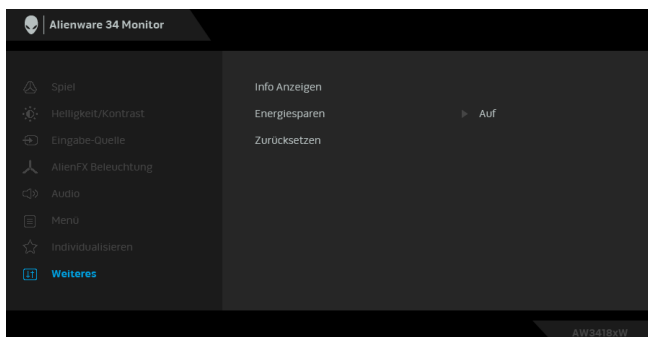 Alienware 34 Monitor
Spiel
Helligkeit/Kontrast
Eingabe-Quelle
AlienFX Beleuchtung
Audio
Menü
Individualisieren
Weiteres
Info Anzeigen
Energiesparen Auf
Zurücksetzen
AW3418xW